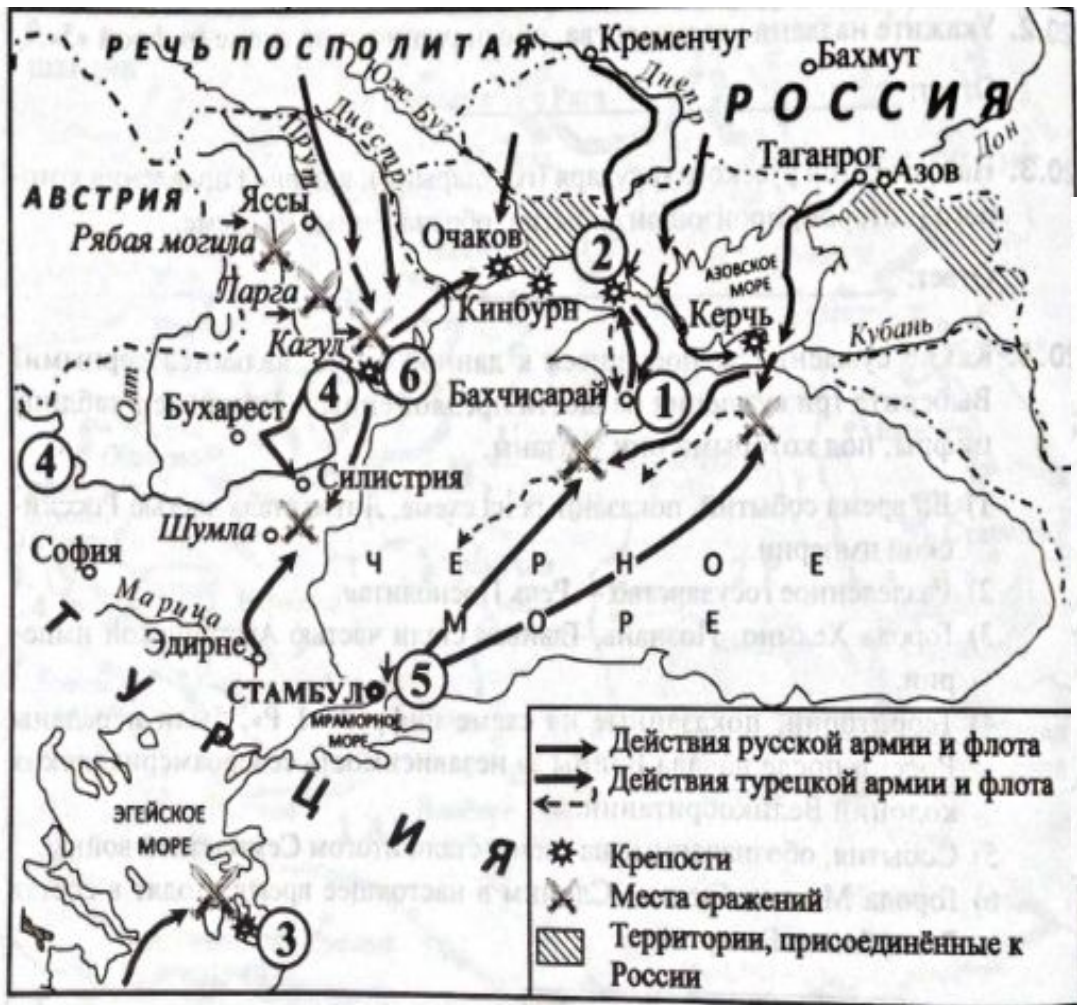 РЕЧЬ ПОСПОЛИТАЯ
Кременчуг
Бахмут
Юж. Буг
Днепр
РОССИЯ
Дон
Днестр
Прут
Таганрог
Азов
АВСТРИЯ
Яссы
Рябая могила
Очаков
2
АЗОВСКОЕ
МОРЕ
Ларга
Кинбурн
Керчь
Кубань
Кагул
4
6
Олт
Бухарест
Бахчисарай
1
4
Силистрия
Шумла
София
ЧЕРНОЕ
МОРЕ
Марица
Эдирне
СТАМБУЛ
5
МРАМОРНОЕ
МОРЕ
ТУРЦИЯ
ЭГЕЙСКОЕ
МОРЕ
3
Действия русской армии и флота
Действия турецкой армии и флота
Крепости
Места сражений
Территории, присоединённые к
России